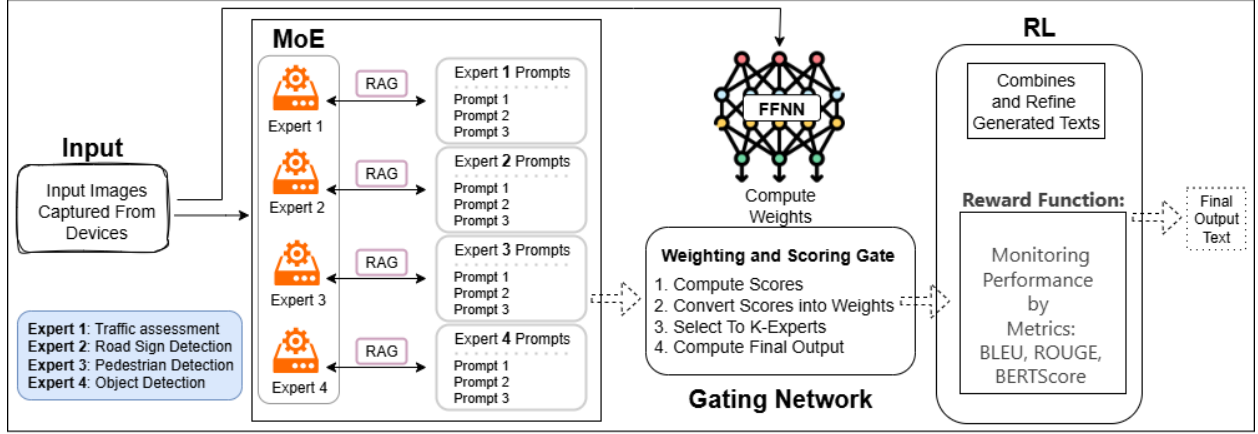 Input
Input Images
Captured From
Devices
Expert 1: Traffic assessment
Expert 2: Road Sign Detection
Expert 3: Pedestrian Detection
Expert 4: Object Detection
MoE
Expert 1
RAG
Expert 1 Prompts
Prompt 1
Prompt 2
Prompt 3
Expert 2
RAG
Expert 2 Prompts
Prompt 1
Prompt 2
Prompt 3
Expert 3
RAG
Expert 3 Prompts
Prompt 1
Prompt 2
Prompt 3
Expert 4
RAG
Expert 4 Prompts
Prompt 1
Prompt 2
Prompt 3
FFNN
Compute
Weights
Weighting and Scoring Gate
1. Compute Scores
2. Convert Scores into Weights
3. Select To K-Experts
4. Compute Final Output
Gating Network
RL
Combines
and Refine
Generated Texts
Reward Function:
Monitoring
Performance
by
Metrics:
BLEU, ROUGE,
BERTScore
Final
Output
Text